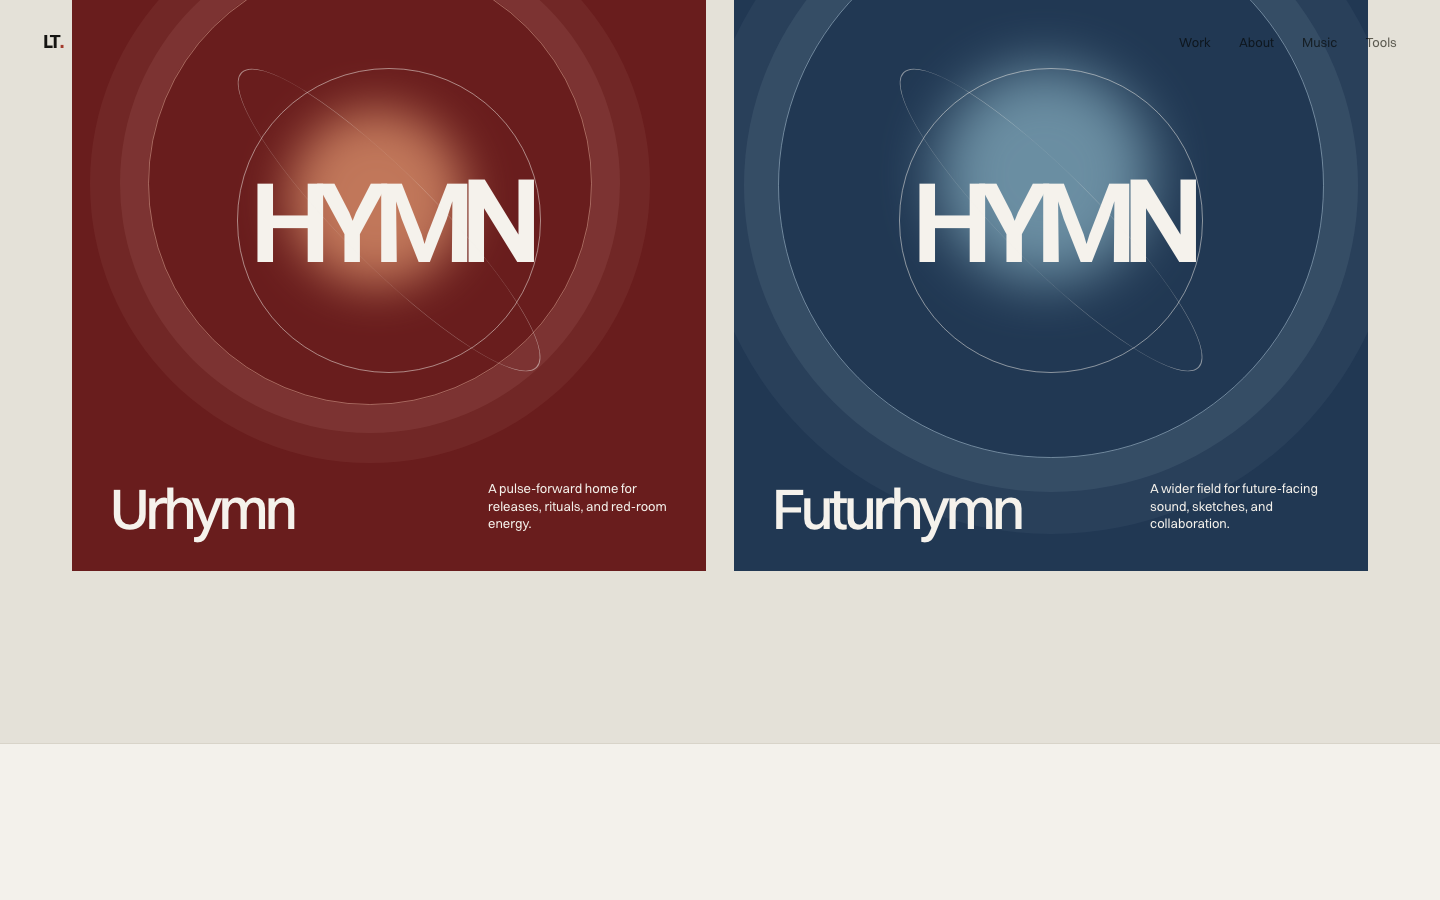 LT.
Work About Music Tools
HYMN
HYMN
Urhymn
A pulse-forward home for
releases, rituals, and red-room
energy.
Futurhymn
A wider field for future-facing
sound, sketches, and
collaboration.